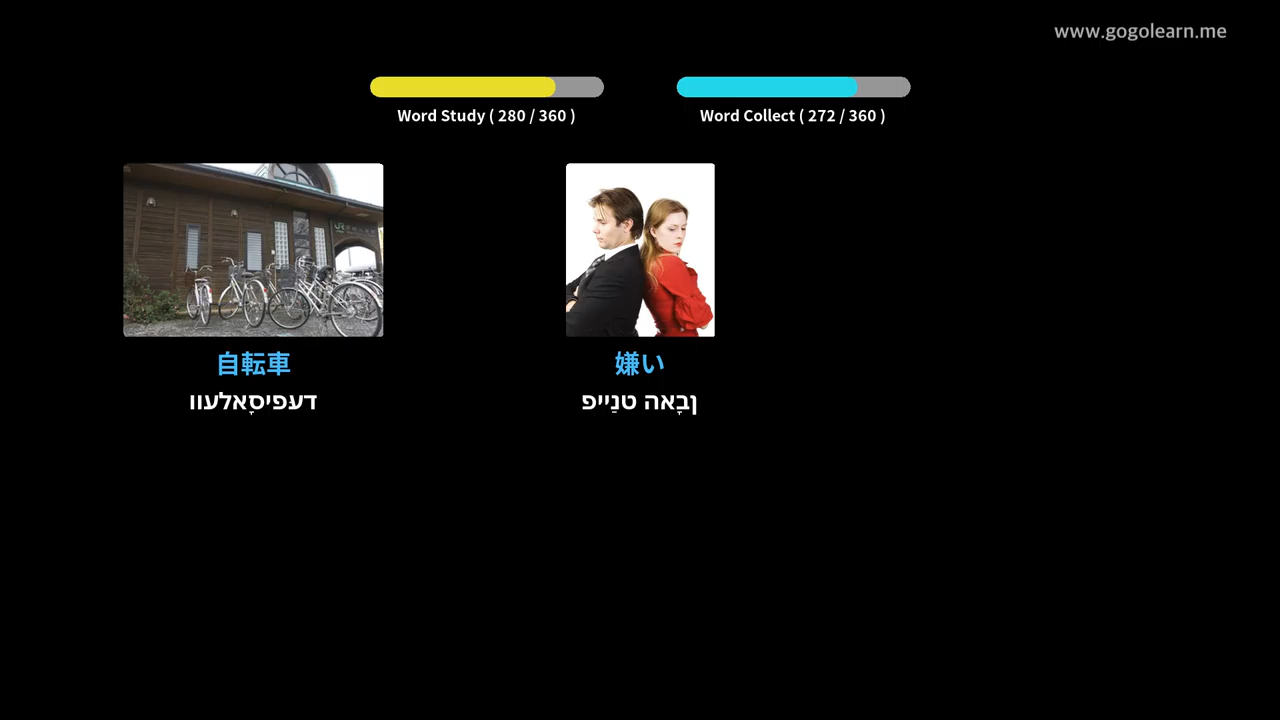 www.gogolearn.me
Word Study ( 280 / 360 )
Word Collect ( 272 / 360 )
自転車
嫌い
דעפיסָאלעוו
ןבָאה טנַייפ